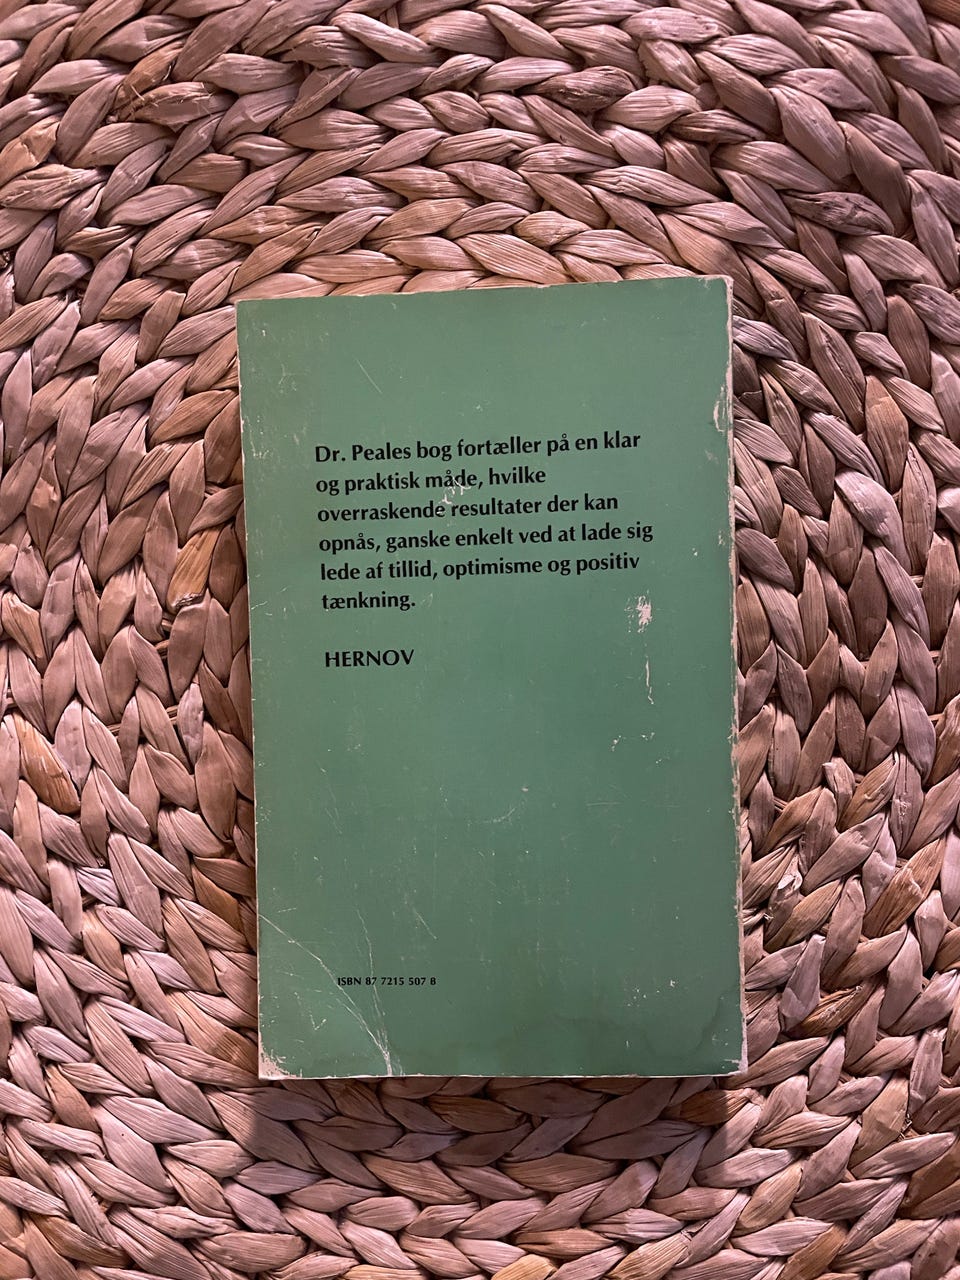 Dr. Peales bog fortæller på en klar
og praktisk måde, hvilke
overraskende resultater der kan
opnås, ganske enkelt ved at lade sig
lede af tillid, optimisme og positiv
tænkning.
HERNOV
ISBN 87 7215 507 8